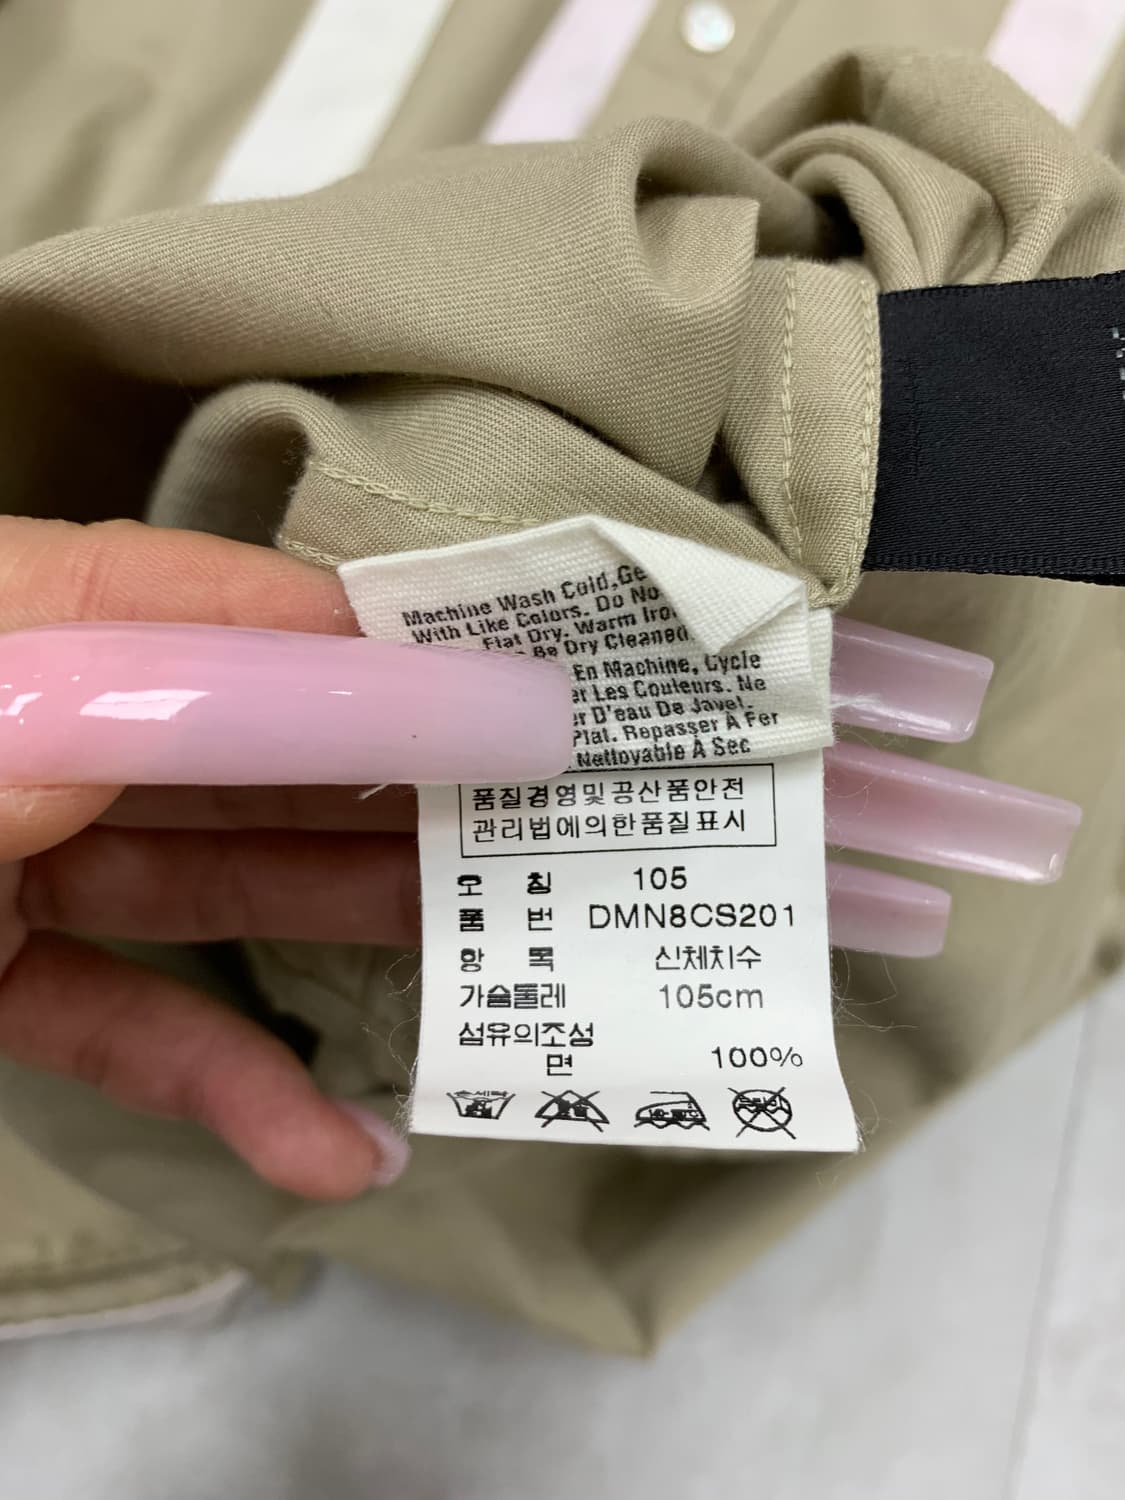 Machine Wash Cold,Ge
With Like Colors. Do No
Flat Dry. Warm Iro
Be Dry Cleaned.
En Machine, Cycle
er Les Couleurs. Ne
er D'eau De Javel.
Plat. Repasser À Fer
Nettoyable À Sec
품질경영및공산품안전
관리법에의한품질표시
호 칭 105
품 번 DMN8CS201
항 목 신체치수
가슴둘레 105cm
섬유의조성
면 100%